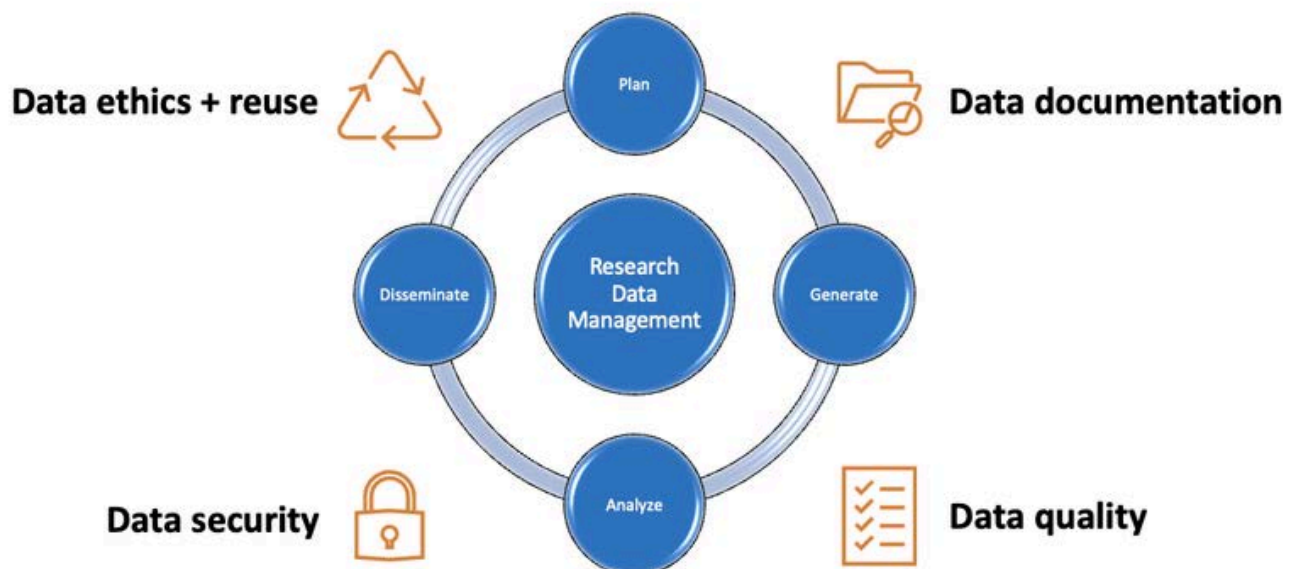 Plan
Data ethics + reuse
Data documentation
Disseminate
Research
Data
Management
Generate
Data security
Analyze
Data quality